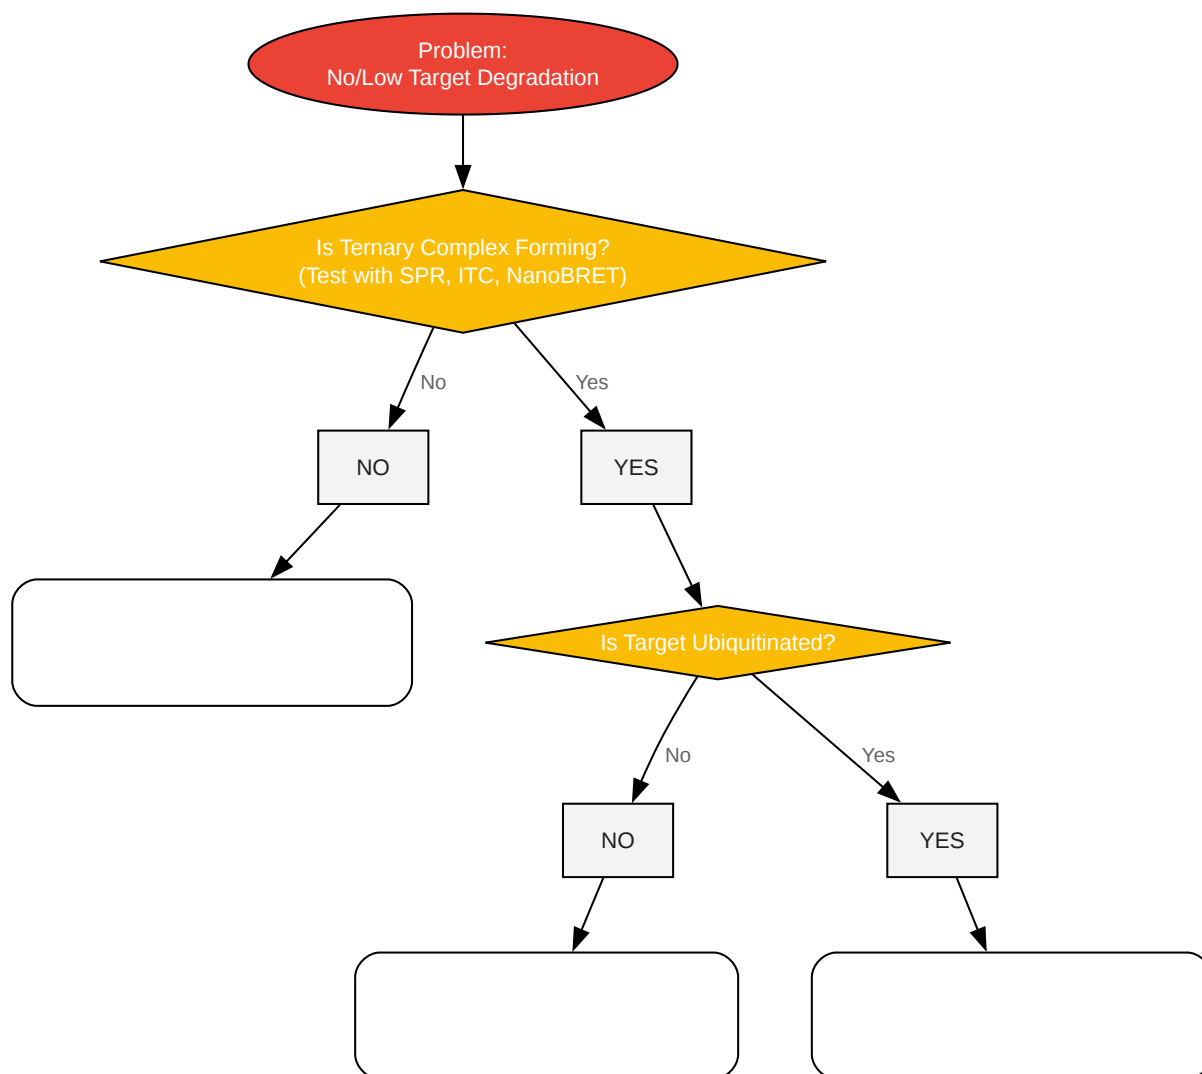 Problem:
No/Low Target Degradation
Is Ternary Complex Forming?
(Test with SPR, ITC, NanoBRET)
No
Yes
NO
YES
Is Target Ubiquitinated?
No
Yes
NO
YES